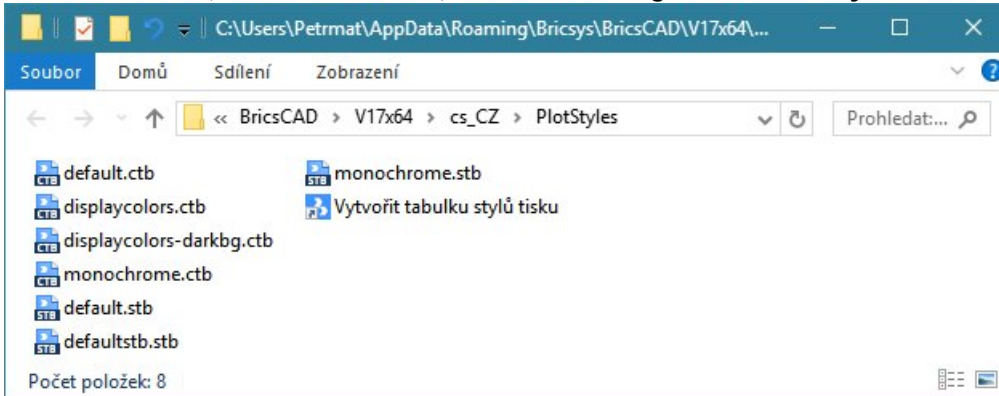 C:\Users\Petrmat\AppData\Roaming\Bricsys\BricsCAD\V17x64\...
Soubor Domů Sdílení Zobrazení
« BricsCAD › V17x64 › cs_CZ › PlotStyles
Prohledat:...
default.ctb
displaycolors.ctb
displaycolors-darkbg.ctb
monochrome.ctb
default.stb
defaultstb.stb
monochrome.stb
Vytvořit tabulku stylů tisku
Počet položek: 8